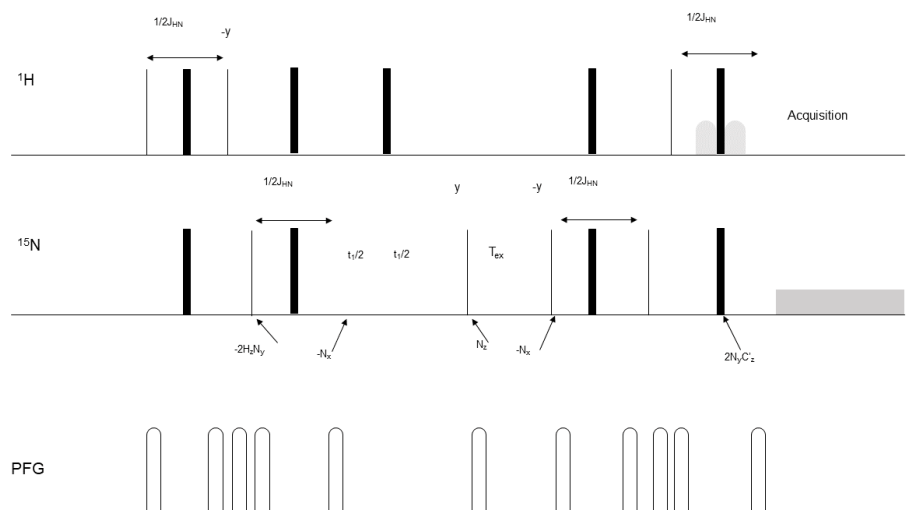 1/2J_HN
-y
1/2J_HN
¹H
Acquisition
1/2J_HN
y
-y
1/2J_HN
¹⁵N
t₁/2
t₁/2
T_ex
-2H_zN_y
-N_x
N_z
-N_x
2N_yC'_z
PFG